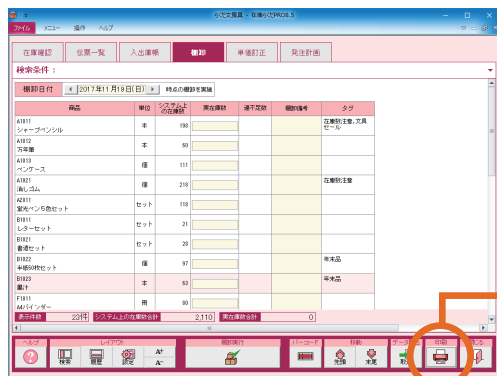 らくだ文房具 - 在庫らくだPRO8.5
ファイル メニュー 操作 ヘルプ
在庫確認 伝票一覧 入出庫帳 棚卸 単価訂正 発注計画
検索条件：
棚卸日付 2017年11月19日(日) 時点の棚卸を実施
商品 単位 システム上の在庫数 実在庫数 過不足数 棚卸備考 タグ
A1011
シャープペンシル 本 193 在庫数注意,文具セール
A1012
万年筆 本 60
A1013
ペンケース 個 111
A1021
消しゴム 個 218 在庫数注意
A2011
蛍光ペン5色セット セット 118
B1011
レターセット セット 21
B1021
書道セット セット 28
B1022
半紙50枚セット 個 97 年末品
B1023
墨汁 本 63 年末品
F1011
A4バインダー 冊 80
表示件数 23件 システム上の在庫数合計 2,110 実在庫数合計 0
ヘルプ レイアウト 棚卸実行 バーコード 移動 印刷
検索 履歴 設定 A+ A- 先頭 末尾